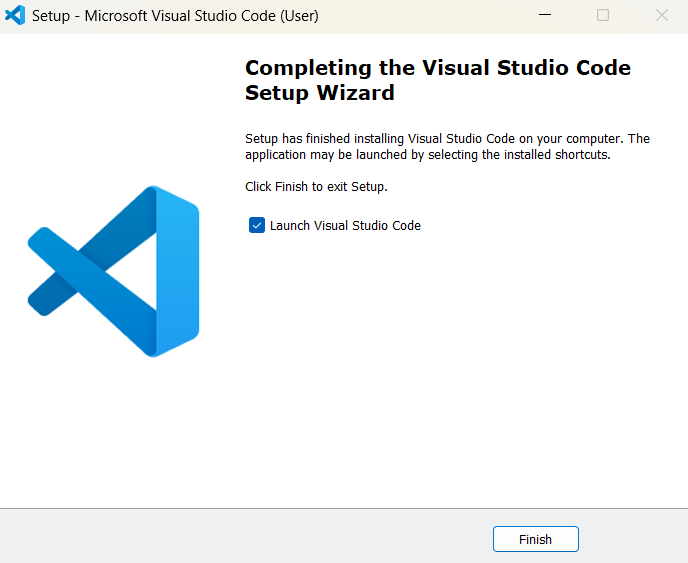 Setup - Microsoft Visual Studio Code (User)
Completing the Visual Studio Code
Setup Wizard
Setup has finished installing Visual Studio Code on your computer. The
application may be launched by selecting the installed shortcuts.
Click Finish to exit Setup.
Launch Visual Studio Code
Finish